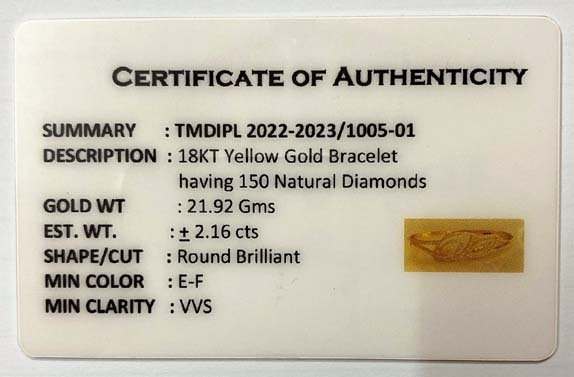 CERTIFICATE OF AUTHENTICITY
SUMMARY : TMDIPL 2022-2023/1005-01
DESCRIPTION : 18KT Yellow Gold Bracelet
having 150 Natural Diamonds
GOLD WT : 21.92 Gms
EST. WT. : ± 2.16 cts
SHAPE/CUT : Round Brilliant
MIN COLOR : E-F
MIN CLARITY : VVS